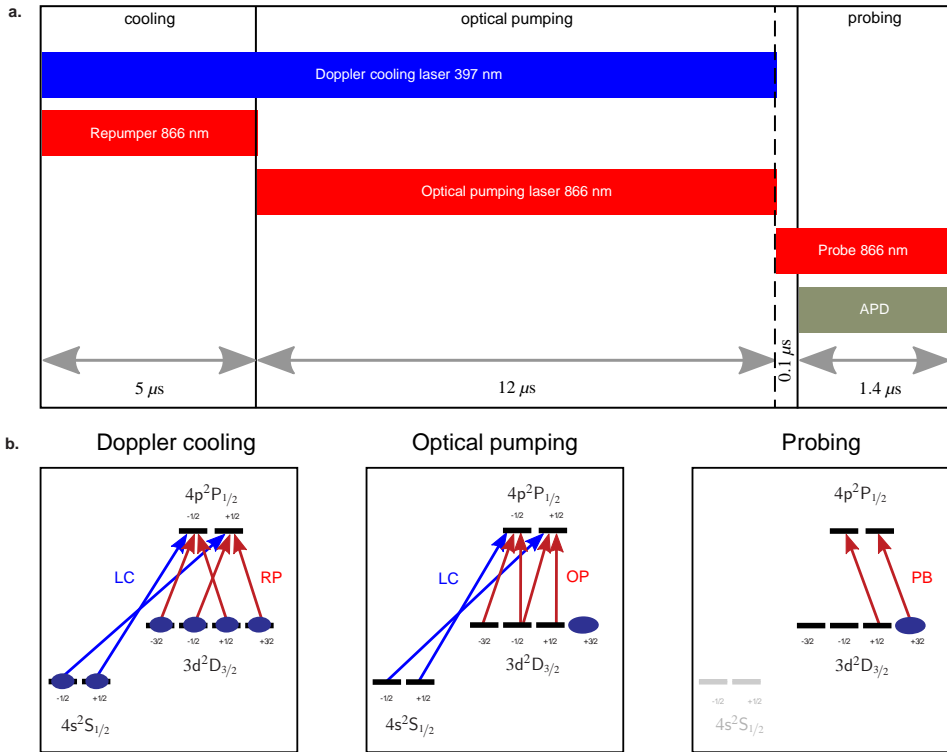 a.
cooling optical pumping probing
Doppler cooling laser 397 nm
Repumper 866 nm
Optical pumping laser 866 nm
Probe 866 nm
APD
5 μs 12 μs 0.1 μs 1.4 μs
b.
Doppler cooling Optical pumping Probing
4p²P₁/₂ 4p²P₁/₂ 4p²P₁/₂
-1/2 +1/2 -1/2 +1/2
LC RP LC OP PB
-3/2 -1/2 +1/2 +3/2 -3/2 -1/2 +1/2 +3/2 -3/2 -1/2 +1/2 +3/2
3d²D₃/₂ 3d²D₃/₂ 3d²D₃/₂
-1/2 +1/2 -1/2 +1/2 -1/2 +1/2
4s²S₁/₂ 4s²S₁/₂ 4s²S₁/₂